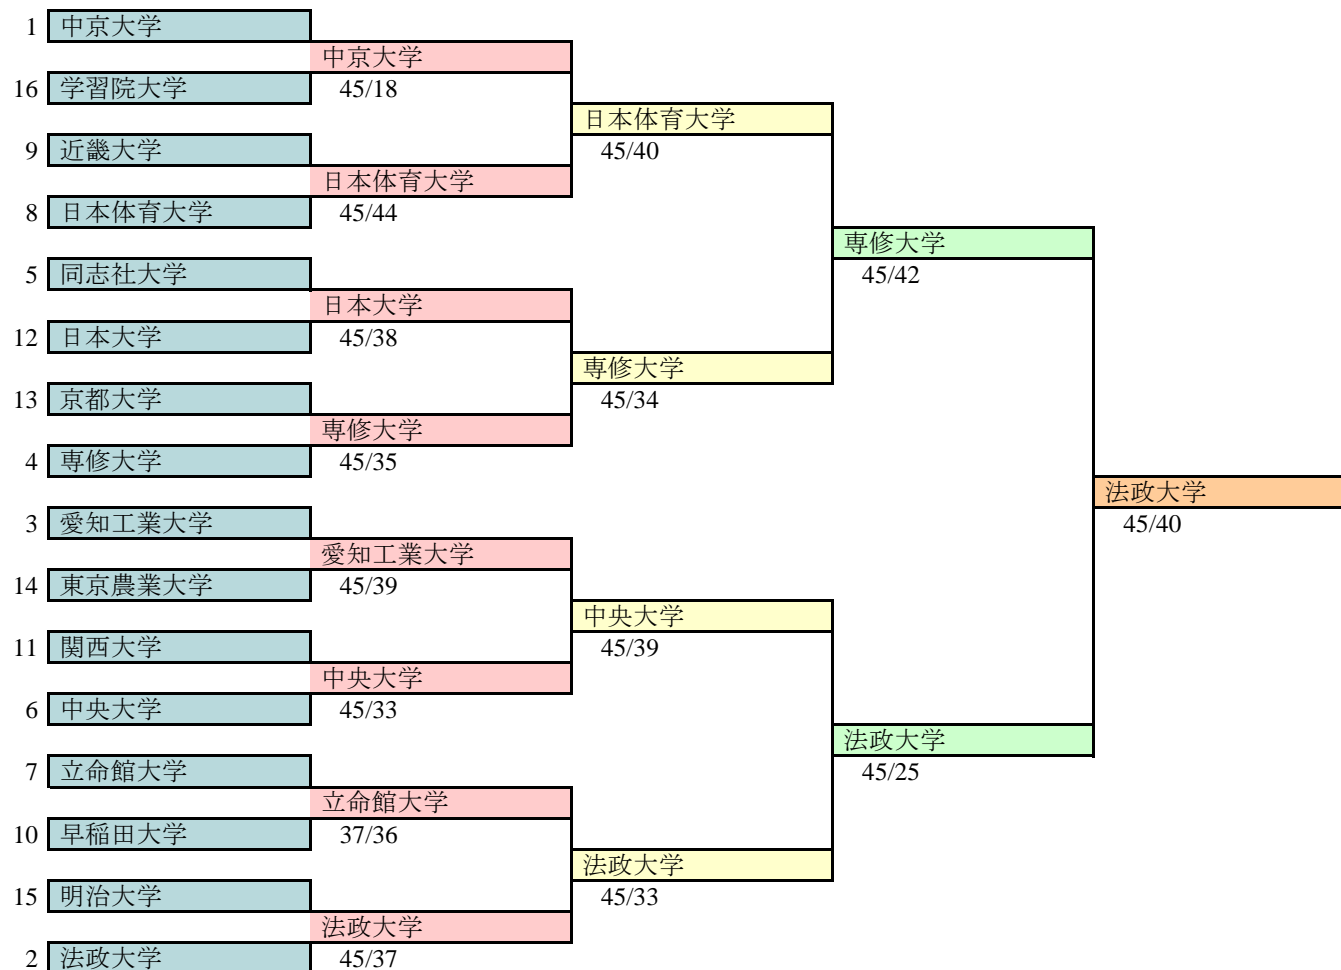 1 中京大学
中京大学
16 学習院大学 45/18
日本体育大学
9 近畿大学 45/40
日本体育大学
8 日本体育大学 45/44
専修大学
5 同志社大学 45/42
日本大学
12 日本大学 45/38
専修大学
13 京都大学 45/34
専修大学
4 専修大学 45/35
法政大学
3 愛知工業大学 45/40
愛知工業大学
14 東京農業大学 45/39
中央大学
11 関西大学 45/39
中央大学
6 中央大学 45/33
法政大学
7 立命館大学 45/25
立命館大学
10 早稲田大学 37/36
法政大学
15 明治大学 45/33
法政大学
2 法政大学 45/37